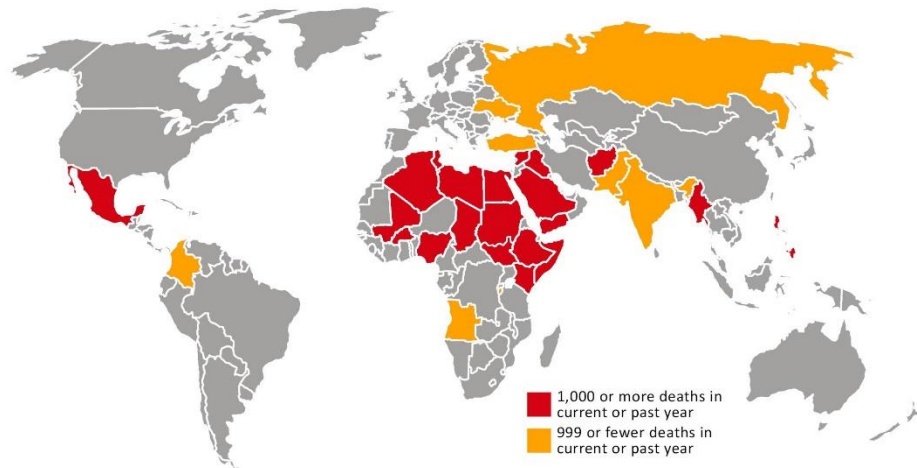 1,000 or more deaths in
current or past year
999 or fewer deaths in
current or past year